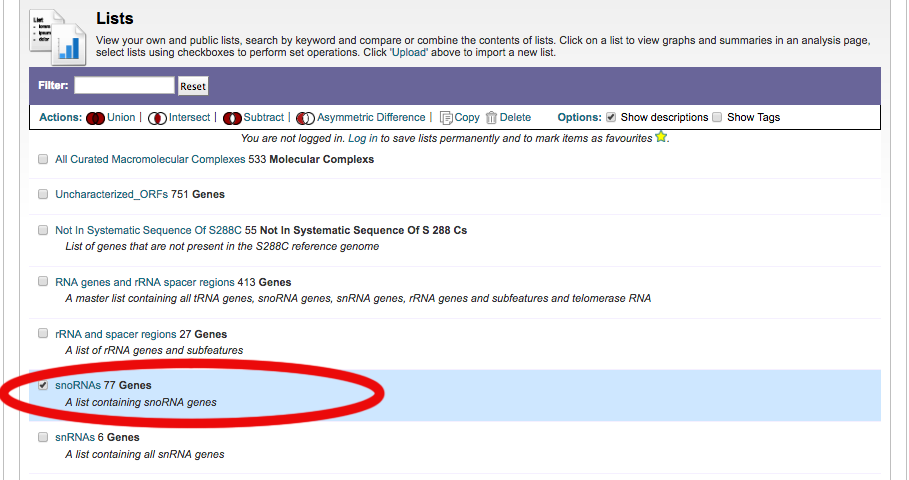 Lists
View your own and public lists, search by keyword and compare or combine the contents of lists. Click on a list to view graphs and summaries in an analysis page,
select lists using checkboxes to perform set operations. Click 'Upload' above to import a new list.
Filter: Reset
Actions: Union | Intersect | Subtract | Asymmetric Difference | Copy Delete Options: Show descriptions Show Tags
You are not logged in. Log in to save lists permanently and to mark items as favourites .
All Curated Macromolecular Complexes 533 Molecular Complexs
Uncharacterized_ORFs 751 Genes
Not In Systematic Sequence Of S288C 55 Not In Systematic Sequence Of S 288 Cs
List of genes that are not present in the S288C reference genome
RNA genes and rRNA spacer regions 413 Genes
A master list containing all tRNA genes, snoRNA genes, snRNA genes, rRNA genes and subfeatures and telomerase RNA
rRNA and spacer regions 27 Genes
A list of rRNA genes and subfeatures
snoRNAs 77 Genes
A list containing snoRNA genes
snRNAs 6 Genes
A list containing all snRNA genes